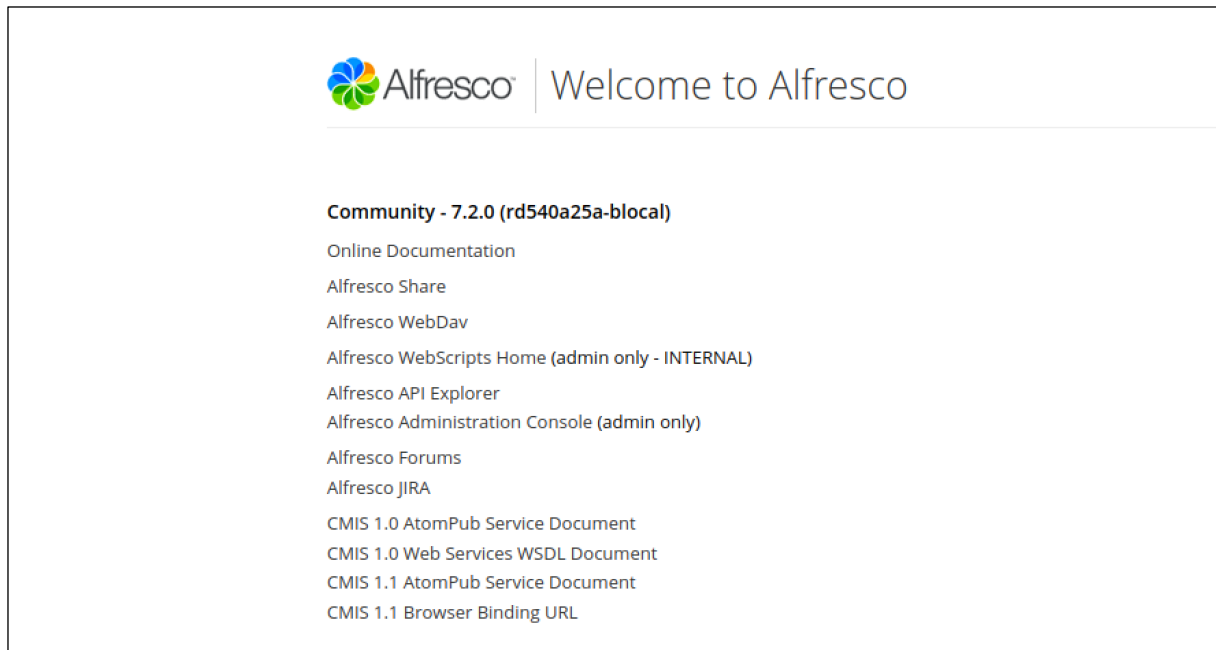 Alfresco™ Welcome to Alfresco
Community - 7.2.0 (rd540a25a-blocal)
Online Documentation
Alfresco Share
Alfresco WebDav
Alfresco WebScripts Home (admin only - INTERNAL)
Alfresco API Explorer
Alfresco Administration Console (admin only)
Alfresco Forums
Alfresco JIRA
CMIS 1.0 AtomPub Service Document
CMIS 1.0 Web Services WSDL Document
CMIS 1.1 AtomPub Service Document
CMIS 1.1 Browser Binding URL